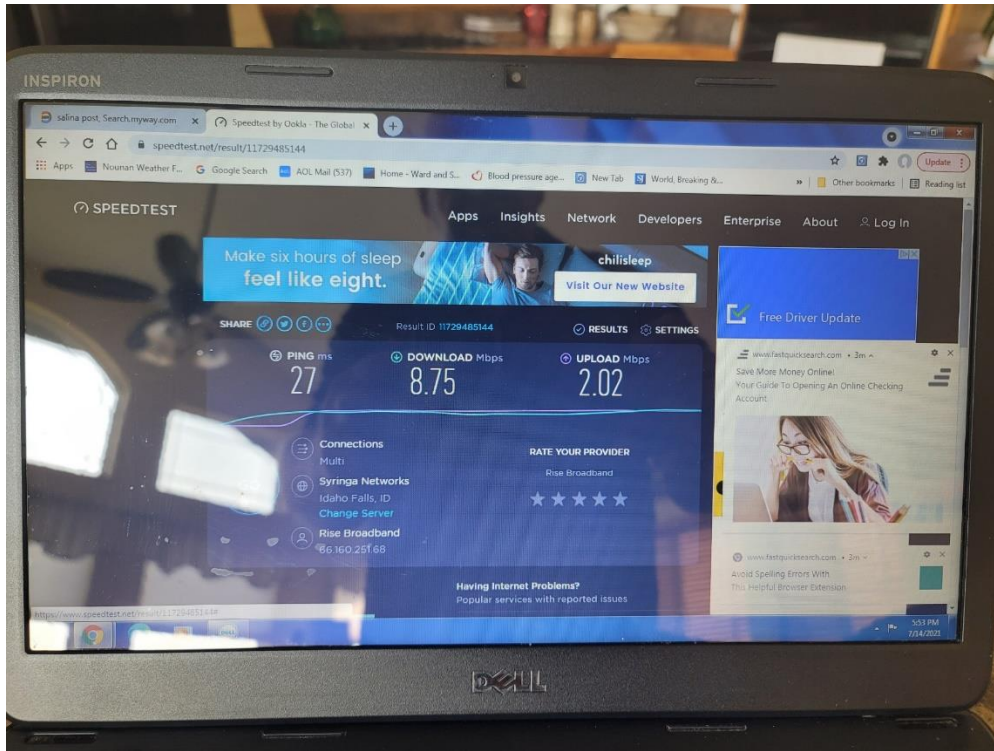 INSPIRON
salina post, Search.myway.com
Speedtest by Ookla - The Global
speedtest.net/result/11729485144
Update
Apps
Nounan Weather F...
Google Search
AOL Mail (537)
Home - Ward and S...
Blood pressure age...
New Tab
World, Breaking &...
»
Other bookmarks
Reading list
SPEEDTEST
Apps Insights Network Developers Enterprise About Log In
Make six hours of sleep
feel like eight.
chilisleep
Visit Our New Website
SHARE
Result ID 11729485144
RESULTS
SETTINGS
PING ms
27
DOWNLOAD Mbps
8.75
UPLOAD Mbps
2.02
Connections
Multi
Syringa Networks
Idaho Falls, ID
Change Server
Rise Broadband
66.160.251.68
RATE YOUR PROVIDER
Rise Broadband
Having Internet Problems?
Popular services with reported issues
Free Driver Update
www.fastquicksearch.com • 3m
Save More Money Online!
Your Guide To Opening An Online Checking
Account
www.fastquicksearch.com • 3m
Avoid Spelling Errors With
This Helpful Browser Extension
https://www.speedtest.net/result/11729485144#
5:53 PM
7/14/2021
DELL